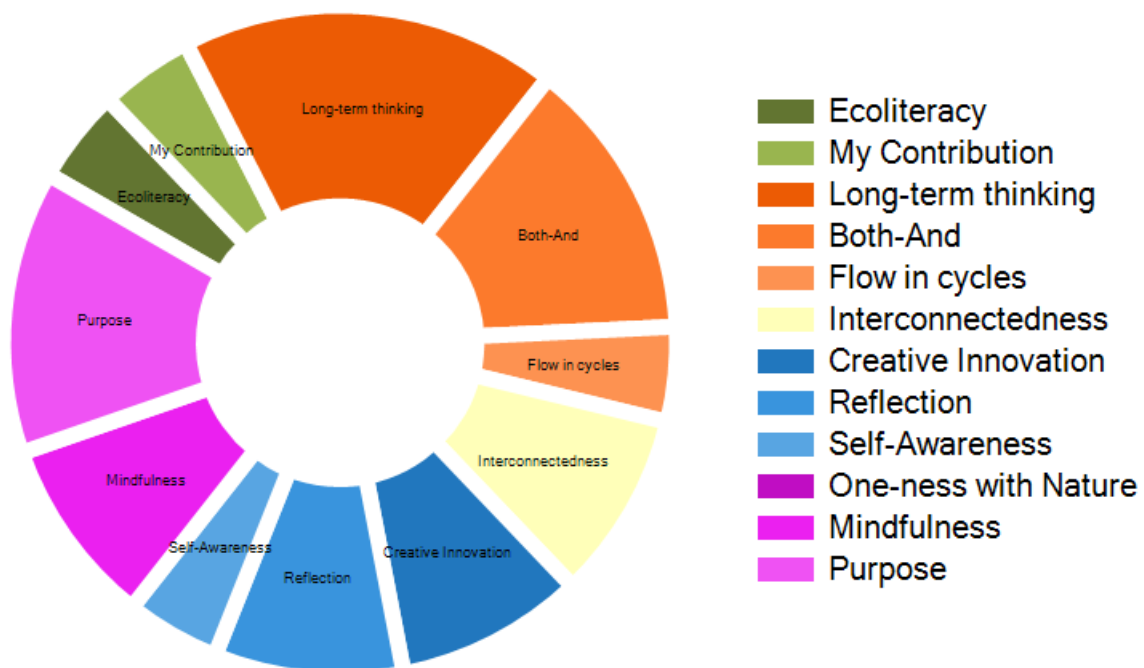 Long-term thinking
My Contribution
Ecoliteracy
Both-And
Purpose
Flow in cycles
Interconnectedness
Mindfulness
Self-Awareness
Creative Innovation
Reflection
Ecoliteracy
My Contribution
Long-term thinking
Both-And
Flow in cycles
Interconnectedness
Creative Innovation
Reflection
Self-Awareness
One-ness with Nature
Mindfulness
Purpose